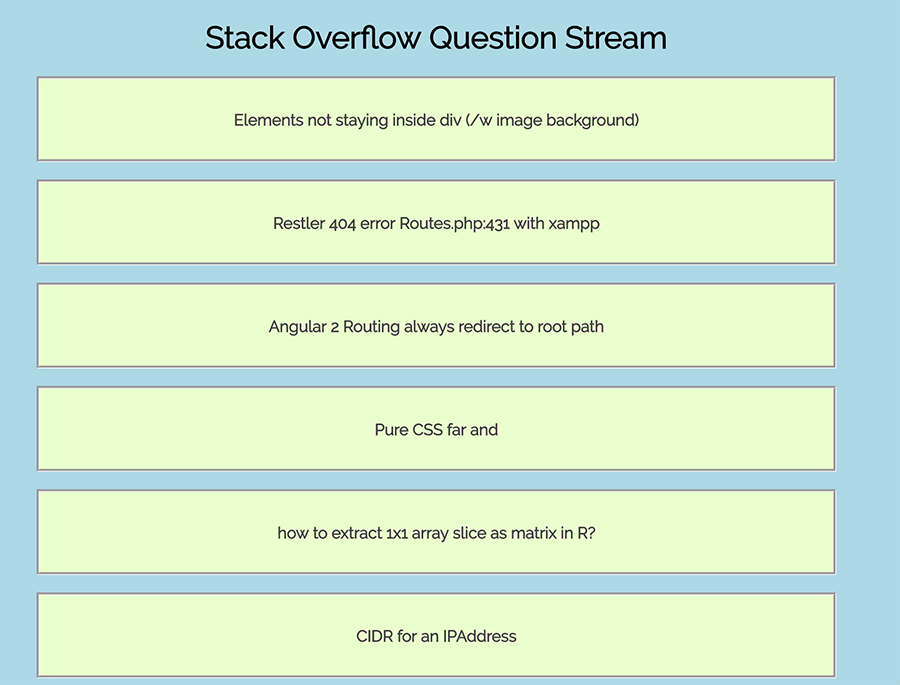 Stack Overflow Question Stream
Elements not staying inside div (/w image background)
Restler 404 error Routes.php:431 with xampp
Angular 2 Routing always redirect to root path
Pure CSS far and
how to extract 1x1 array slice as matrix in R?
CIDR for an IPAddress